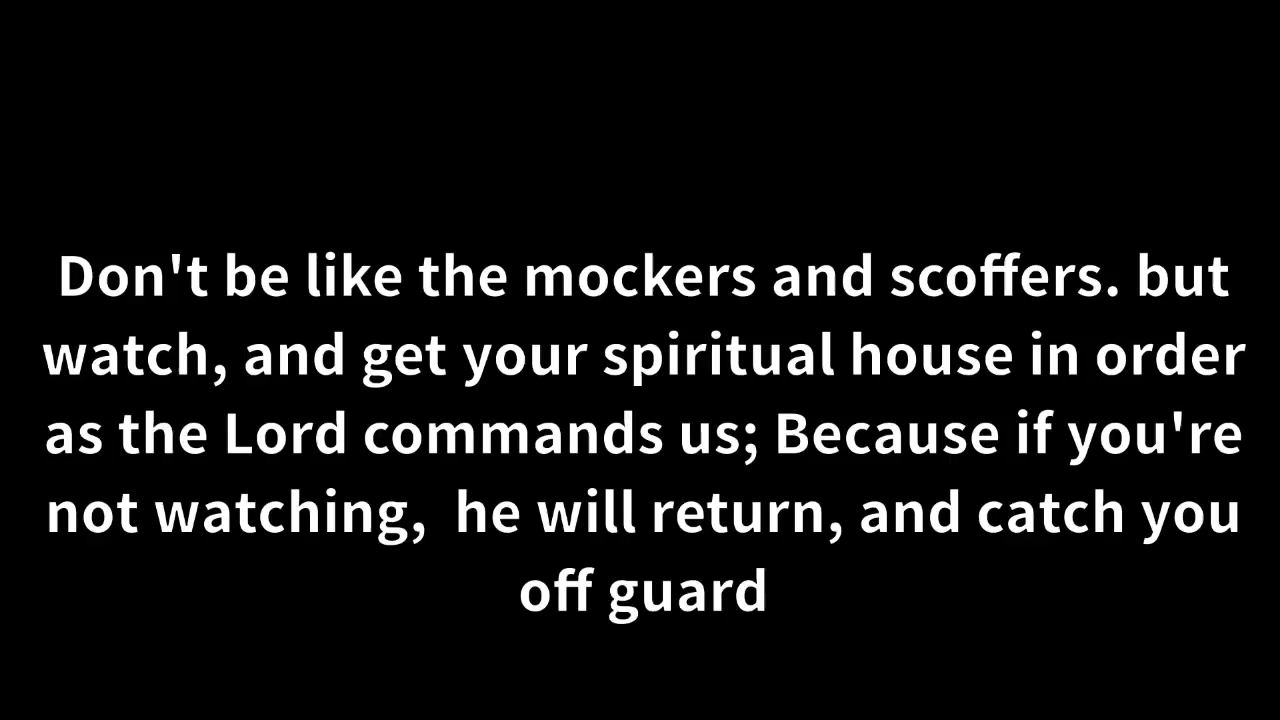 Don't be like the mockers and scoffers. but
watch, and get your spiritual house in order
as the Lord commands us; Because if you're
not watching,  he will return, and catch you
off guard